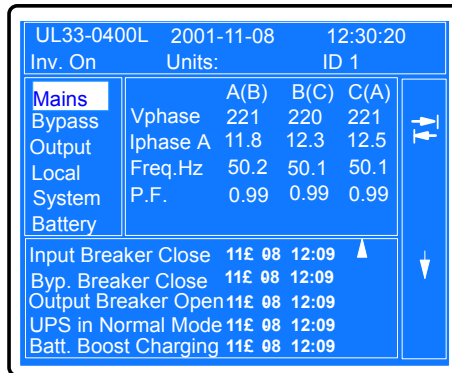 UL33-0400L 2001-11-08 12:30:20
Inv. On Units: ID 1
Mains
Bypass
Output
Local
System
Battery
A(B) B(C) C(A)
Vphase 221 220 221
Iphase A 11.8 12.3 12.5
Freq.Hz 50.2 50.1 50.1
P.F. 0.99 0.99 0.99
Input Breaker Close 11£ 08 12:09
Byp. Breaker Close 11£ 08 12:09
Output Breaker Open 11£ 08 12:09
UPS in Normal Mode 11£ 08 12:09
Batt. Boost Charging 11£ 08 12:09